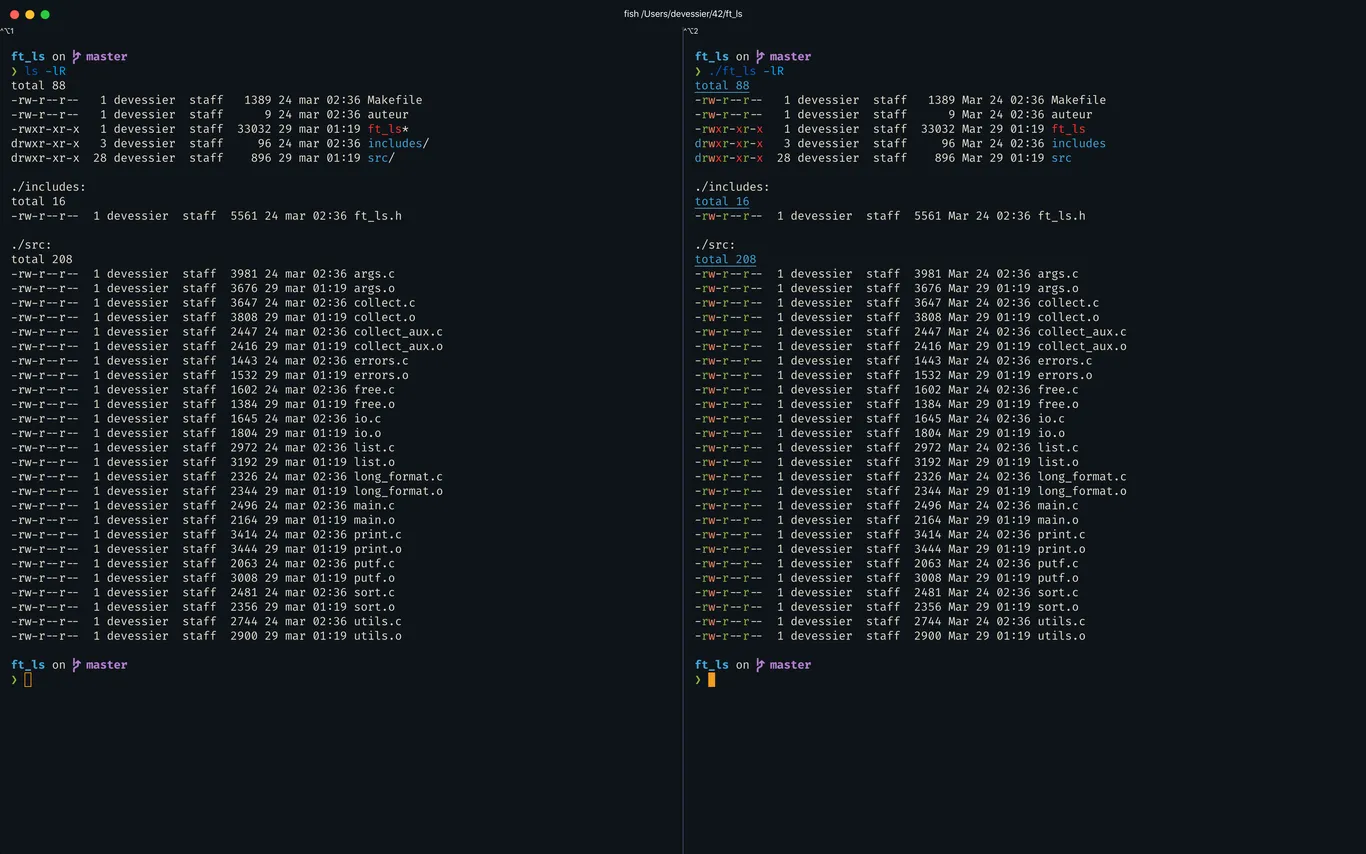 fish /Users/devessier/42/ft_ls
^⌥1
ft_ls on master
❯ ls -lR
total 88
-rw-r--r--   1 devessier  staff   1389 24 mar 02:36 Makefile
-rw-r--r--   1 devessier  staff      9 24 mar 02:36 auteur
-rwxr-xr-x   1 devessier  staff  33032 29 mar 01:19 ft_ls*
drwxr-xr-x   3 devessier  staff     96 24 mar 02:36 includes/
drwxr-xr-x  28 devessier  staff    896 29 mar 01:19 src/
./includes:
total 16
-rw-r--r--  1 devessier  staff  5561 24 mar 02:36 ft_ls.h
./src:
total 208
-rw-r--r--  1 devessier  staff  3981 24 mar 02:36 args.c
-rw-r--r--  1 devessier  staff  3676 29 mar 01:19 args.o
-rw-r--r--  1 devessier  staff  3647 24 mar 02:36 collect.c
-rw-r--r--  1 devessier  staff  3808 29 mar 01:19 collect.o
-rw-r--r--  1 devessier  staff  2447 24 mar 02:36 collect_aux.c
-rw-r--r--  1 devessier  staff  2416 29 mar 01:19 collect_aux.o
-rw-r--r--  1 devessier  staff  1443 24 mar 02:36 errors.c
-rw-r--r--  1 devessier  staff  1532 29 mar 01:19 errors.o
-rw-r--r--  1 devessier  staff  1602 24 mar 02:36 free.c
-rw-r--r--  1 devessier  staff  1384 29 mar 01:19 free.o
-rw-r--r--  1 devessier  staff  1645 24 mar 02:36 io.c
-rw-r--r--  1 devessier  staff  1804 29 mar 01:19 io.o
-rw-r--r--  1 devessier  staff  2972 24 mar 02:36 list.c
-rw-r--r--  1 devessier  staff  3192 29 mar 01:19 list.o
-rw-r--r--  1 devessier  staff  2326 24 mar 02:36 long_format.c
-rw-r--r--  1 devessier  staff  2344 29 mar 01:19 long_format.o
-rw-r--r--  1 devessier  staff  2496 24 mar 02:36 main.c
-rw-r--r--  1 devessier  staff  2164 29 mar 01:19 main.o
-rw-r--r--  1 devessier  staff  3414 24 mar 02:36 print.c
-rw-r--r--  1 devessier  staff  3444 29 mar 01:19 print.o
-rw-r--r--  1 devessier  staff  2063 24 mar 02:36 putf.c
-rw-r--r--  1 devessier  staff  3008 29 mar 01:19 putf.o
-rw-r--r--  1 devessier  staff  2481 24 mar 02:36 sort.c
-rw-r--r--  1 devessier  staff  2356 29 mar 01:19 sort.o
-rw-r--r--  1 devessier  staff  2744 24 mar 02:36 utils.c
-rw-r--r--  1 devessier  staff  2900 29 mar 01:19 utils.o
ft_ls on master
❯
^⌥2
ft_ls on master
❯ ./ft_ls -lR
total 88
-rw-r--r--   1 devessier  staff   1389 Mar 24 02:36 Makefile
-rw-r--r--   1 devessier  staff      9 Mar 24 02:36 auteur
-rwxr-xr-x   1 devessier  staff  33032 Mar 29 01:19 ft_ls
drwxr-xr-x   3 devessier  staff     96 Mar 24 02:36 includes
drwxr-xr-x  28 devessier  staff    896 Mar 29 01:19 src
./includes:
total 16
-rw-r--r--  1 devessier  staff  5561 Mar 24 02:36 ft_ls.h
./src:
total 208
-rw-r--r--  1 devessier  staff  3981 Mar 24 02:36 args.c
-rw-r--r--  1 devessier  staff  3676 Mar 29 01:19 args.o
-rw-r--r--  1 devessier  staff  3647 Mar 24 02:36 collect.c
-rw-r--r--  1 devessier  staff  3808 Mar 29 01:19 collect.o
-rw-r--r--  1 devessier  staff  2447 Mar 24 02:36 collect_aux.c
-rw-r--r--  1 devessier  staff  2416 Mar 29 01:19 collect_aux.o
-rw-r--r--  1 devessier  staff  1443 Mar 24 02:36 errors.c
-rw-r--r--  1 devessier  staff  1532 Mar 29 01:19 errors.o
-rw-r--r--  1 devessier  staff  1602 Mar 24 02:36 free.c
-rw-r--r--  1 devessier  staff  1384 Mar 29 01:19 free.o
-rw-r--r--  1 devessier  staff  1645 Mar 24 02:36 io.c
-rw-r--r--  1 devessier  staff  1804 Mar 29 01:19 io.o
-rw-r--r--  1 devessier  staff  2972 Mar 24 02:36 list.c
-rw-r--r--  1 devessier  staff  3192 Mar 29 01:19 list.o
-rw-r--r--  1 devessier  staff  2326 Mar 24 02:36 long_format.c
-rw-r--r--  1 devessier  staff  2344 Mar 29 01:19 long_format.o
-rw-r--r--  1 devessier  staff  2496 Mar 24 02:36 main.c
-rw-r--r--  1 devessier  staff  2164 Mar 29 01:19 main.o
-rw-r--r--  1 devessier  staff  3414 Mar 24 02:36 print.c
-rw-r--r--  1 devessier  staff  3444 Mar 29 01:19 print.o
-rw-r--r--  1 devessier  staff  2063 Mar 24 02:36 putf.c
-rw-r--r--  1 devessier  staff  3008 Mar 29 01:19 putf.o
-rw-r--r--  1 devessier  staff  2481 Mar 24 02:36 sort.c
-rw-r--r--  1 devessier  staff  2356 Mar 29 01:19 sort.o
-rw-r--r--  1 devessier  staff  2744 Mar 24 02:36 utils.c
-rw-r--r--  1 devessier  staff  2900 Mar 29 01:19 utils.o
ft_ls on master
❯